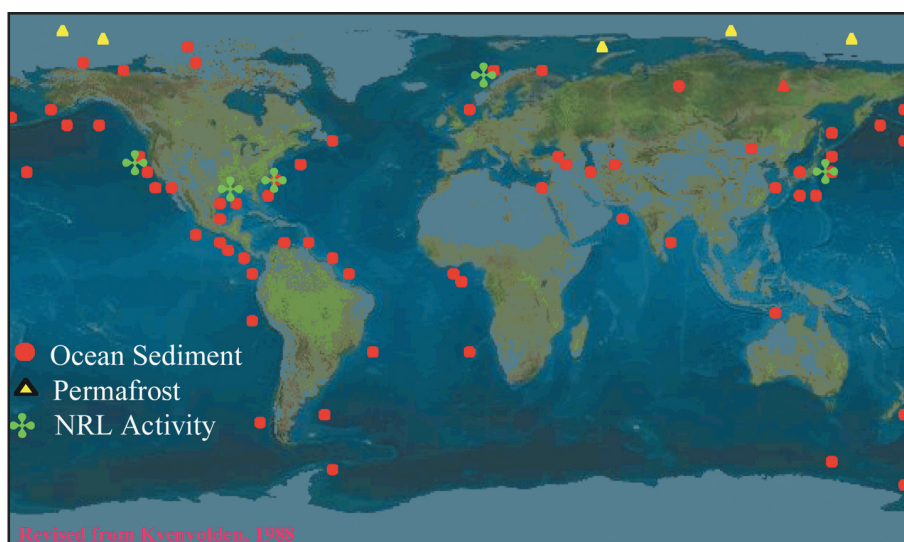 Ocean Sediment
Permafrost
NRL Activity
Revised from Kvenvolden, 1988